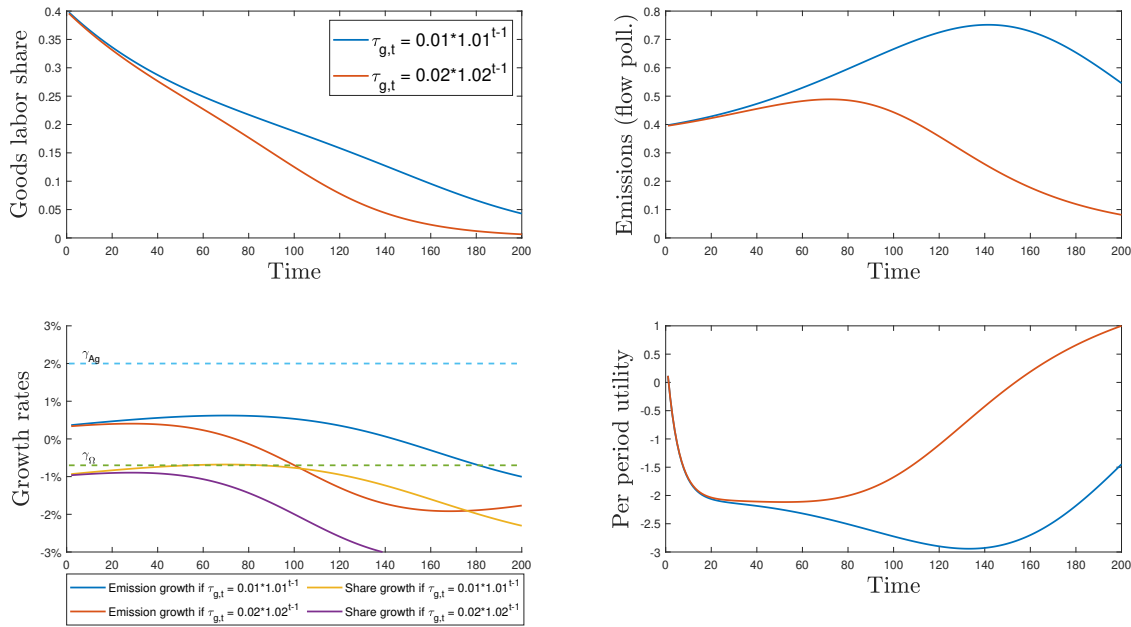 0.4
0.35
0.3
0.25
0.2
0.15
0.1
0.05
0
Goods labor share
0 20 40 60 80 100 120 140 160 180 200
Time
τg,t = 0.01*1.01^t-1
τg,t = 0.02*1.02^t-1
0.8
0.7
0.6
0.5
0.4
0.3
0.2
0.1
0
Emissions (flow poll.)
0 20 40 60 80 100 120 140 160 180 200
Time
3%
2%
1%
0%
-1%
-2%
-3%
Growth rates
γAg
γΩ
0 20 40 60 80 100 120 140 160 180 200
Emission growth if τg,t = 0.01*1.01^t-1 Share growth if τg,t = 0.01*1.01^t-1
Emission growth if τg,t = 0.02*1.02^t-1 Share growth if τg,t = 0.02*1.02^t-1
1
0.5
0
-0.5
-1
-1.5
-2
-2.5
-3
Per period utility
0 20 40 60 80 100 120 140 160 180 200
Time